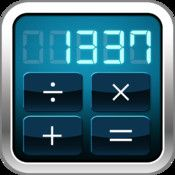 1337
÷ ×
+ =